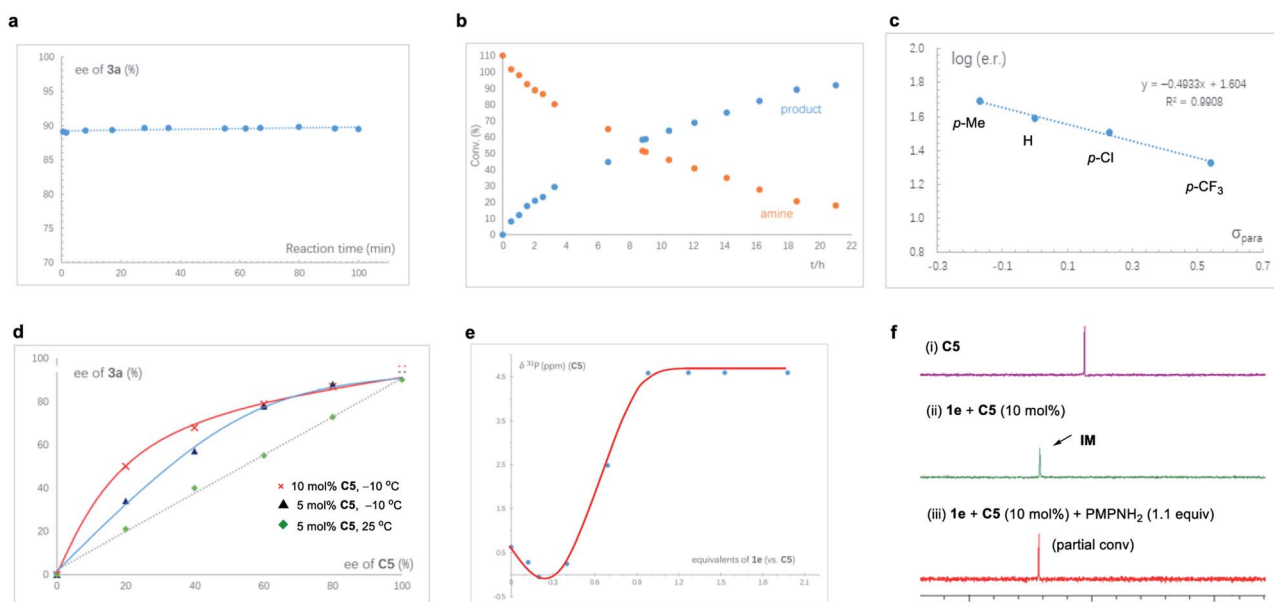 a
ee of 3a (%)
100
95
90
85
80
75
70
0 20 40 60 80 100
Reaction time (min)
b
Conv. (%)
110
100
90
80
70
60
50
40
30
20
10
0
product
amine
0 2 4 6 8 10 12 14 16 18 20 22
t/h
c
log (e.r.)
2.0
1.8
1.6
1.4
1.2
1.0
0.8
y = −0.4933x + 1.604
R² = 0.9908
p-Me
H
p-Cl
p-CF₃
σpara
-0.3 -0.1 0.1 0.3 0.5 0.7
d
ee of 3a (%)
100
80
60
40
20
0
10 mol% C5, −10 °C
5 mol% C5, −10 °C
5 mol% C5, 25 °C
ee of C5 (%)
0 20 40 60 80 100
e
δ ³¹P (ppm) (C5)
4.5
3.5
2.5
1.5
0.5
-0.5
equivalents of 1e (vs. C5)
0 0.3 0.6 0.9 1.2 1.5 1.8 2.1
f
(i) C5
(ii) 1e + C5 (10 mol%)
IM
(iii) 1e + C5 (10 mol%) + PMPNH₂ (1.1 equiv)
(partial conv)